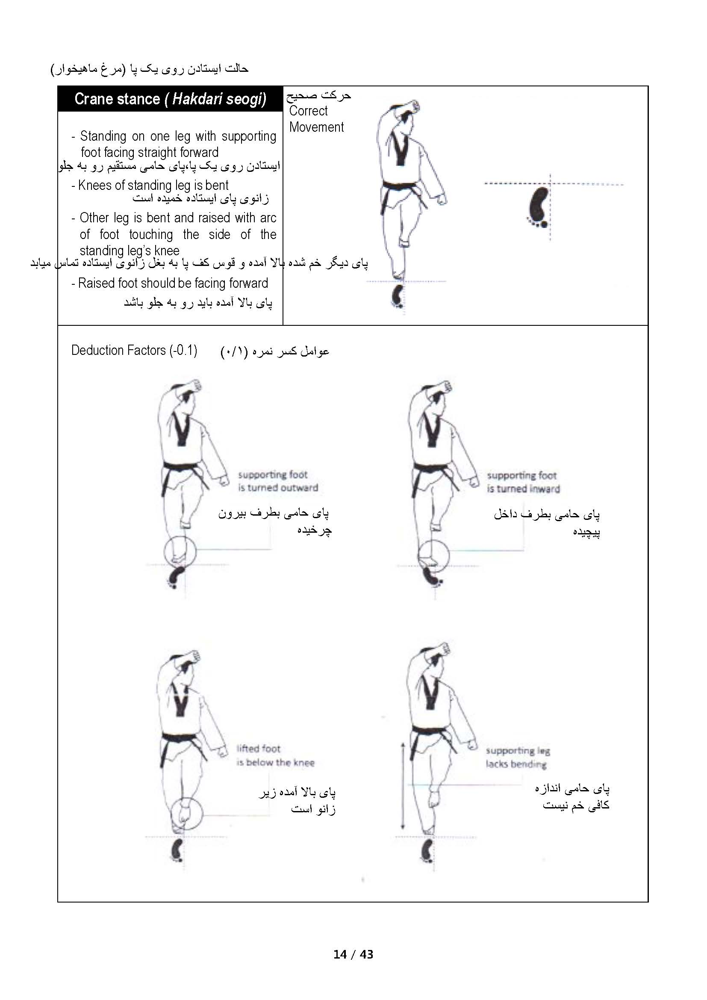 حالت ایستادن روی یک پا (مرغ ماهیخوار)
Crane stance ( Hakdari seogi)
- Standing on one leg with supporting
foot facing straight forward
ایستادن روی یک پا،پای حامی مستقیم رو به جلو
- Knees of standing leg is bent
زانوی پای ایستاده خمیده است
- Other leg is bent and raised with arc
of foot touching the side of the
standing leg’s knee
پای دیگر خم شده بالا آمده و قوس کف پا به بغل زانوی ایستاده تماس میابد
- Raised foot should be facing forward
پای بالا آمده باید رو به جلو باشد
حرکت صحیح
Correct
Movement
Deduction Factors (-0.1) عوامل کسر نمره (۰/۱)
supporting foot
is turned outward
پای حامی بطرف بیرون
چرخیده
supporting foot
is turned inward
پای حامی بطرف داخل
پیچیده
lifted foot
is below the knee
پای بالا آمده زیر
زانو است
supporting leg
lacks bending
پای حامی اندازه
کافی خم نیست
14 / 43